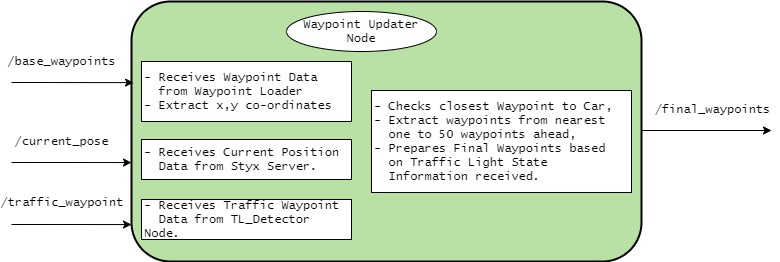 Waypoint Updater
Node
/base_waypoints
- Receives Waypoint Data
from Waypoint Loader
- Extract x,y co-ordinates
/current_pose
- Receives Current Position
Data from Styx Server.
/traffic_waypoint
- Receives Traffic Waypoint
Data from TL_Detector
Node.
- Checks closest Waypoint to Car,
- Extract waypoints from nearest
one to 50 waypoints ahead,
- Prepares Final Waypoints based
on Traffic Light State
Information received.
/final_waypoints